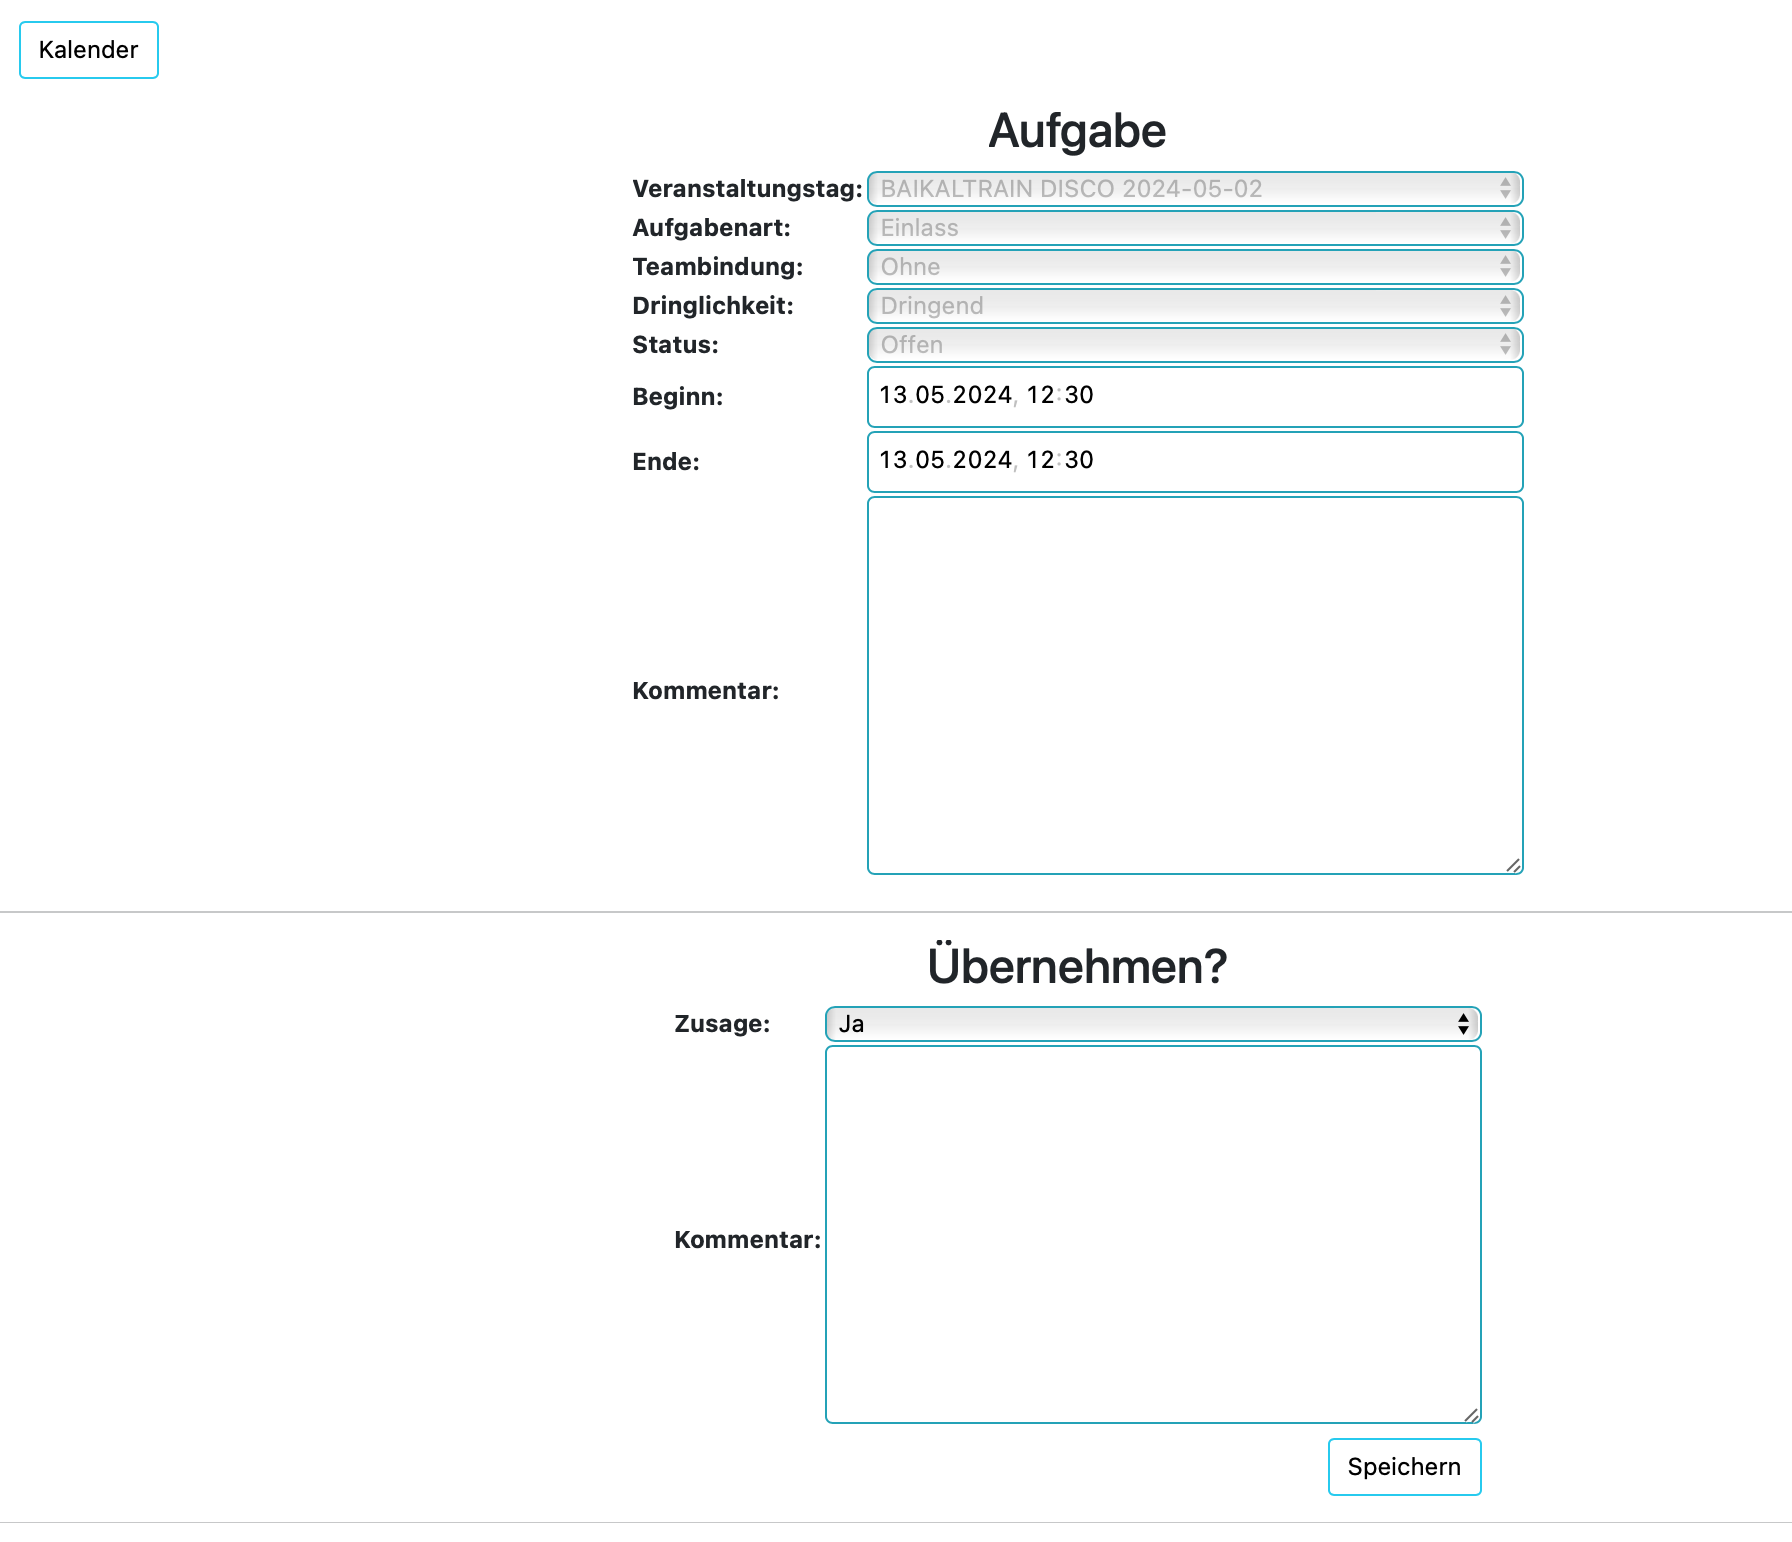 Kalender
Aufgabe
Veranstaltungstag: BAIKALTRAIN DISCO 2024-05-02
Aufgabenart: Einlass
Teambindung: Ohne
Dringlichkeit: Dringend
Status: Offen
Beginn: 13.05.2024, 12:30
Ende: 13.05.2024, 12:30
Kommentar:
Übernehmen?
Zusage: Ja
Kommentar:
Speichern